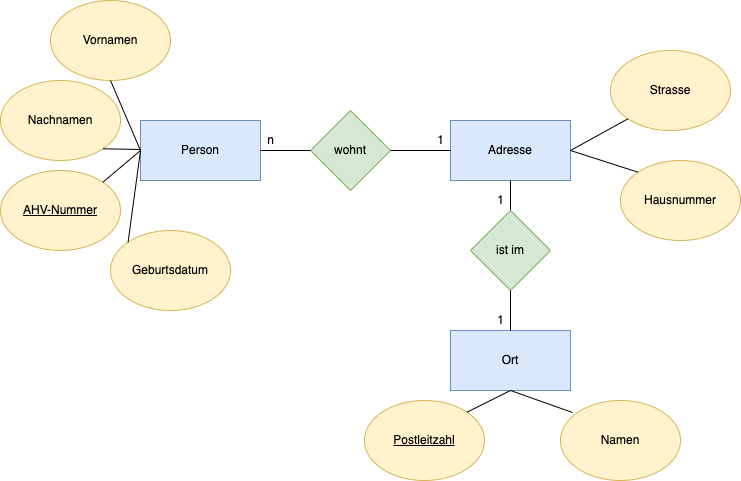 Vornamen
Nachnamen
AHV-Nummer
Geburtsdatum
Person
n
wohnt
1
Adresse
Strasse
Hausnummer
1
ist im
1
Ort
Postleitzahl
Namen